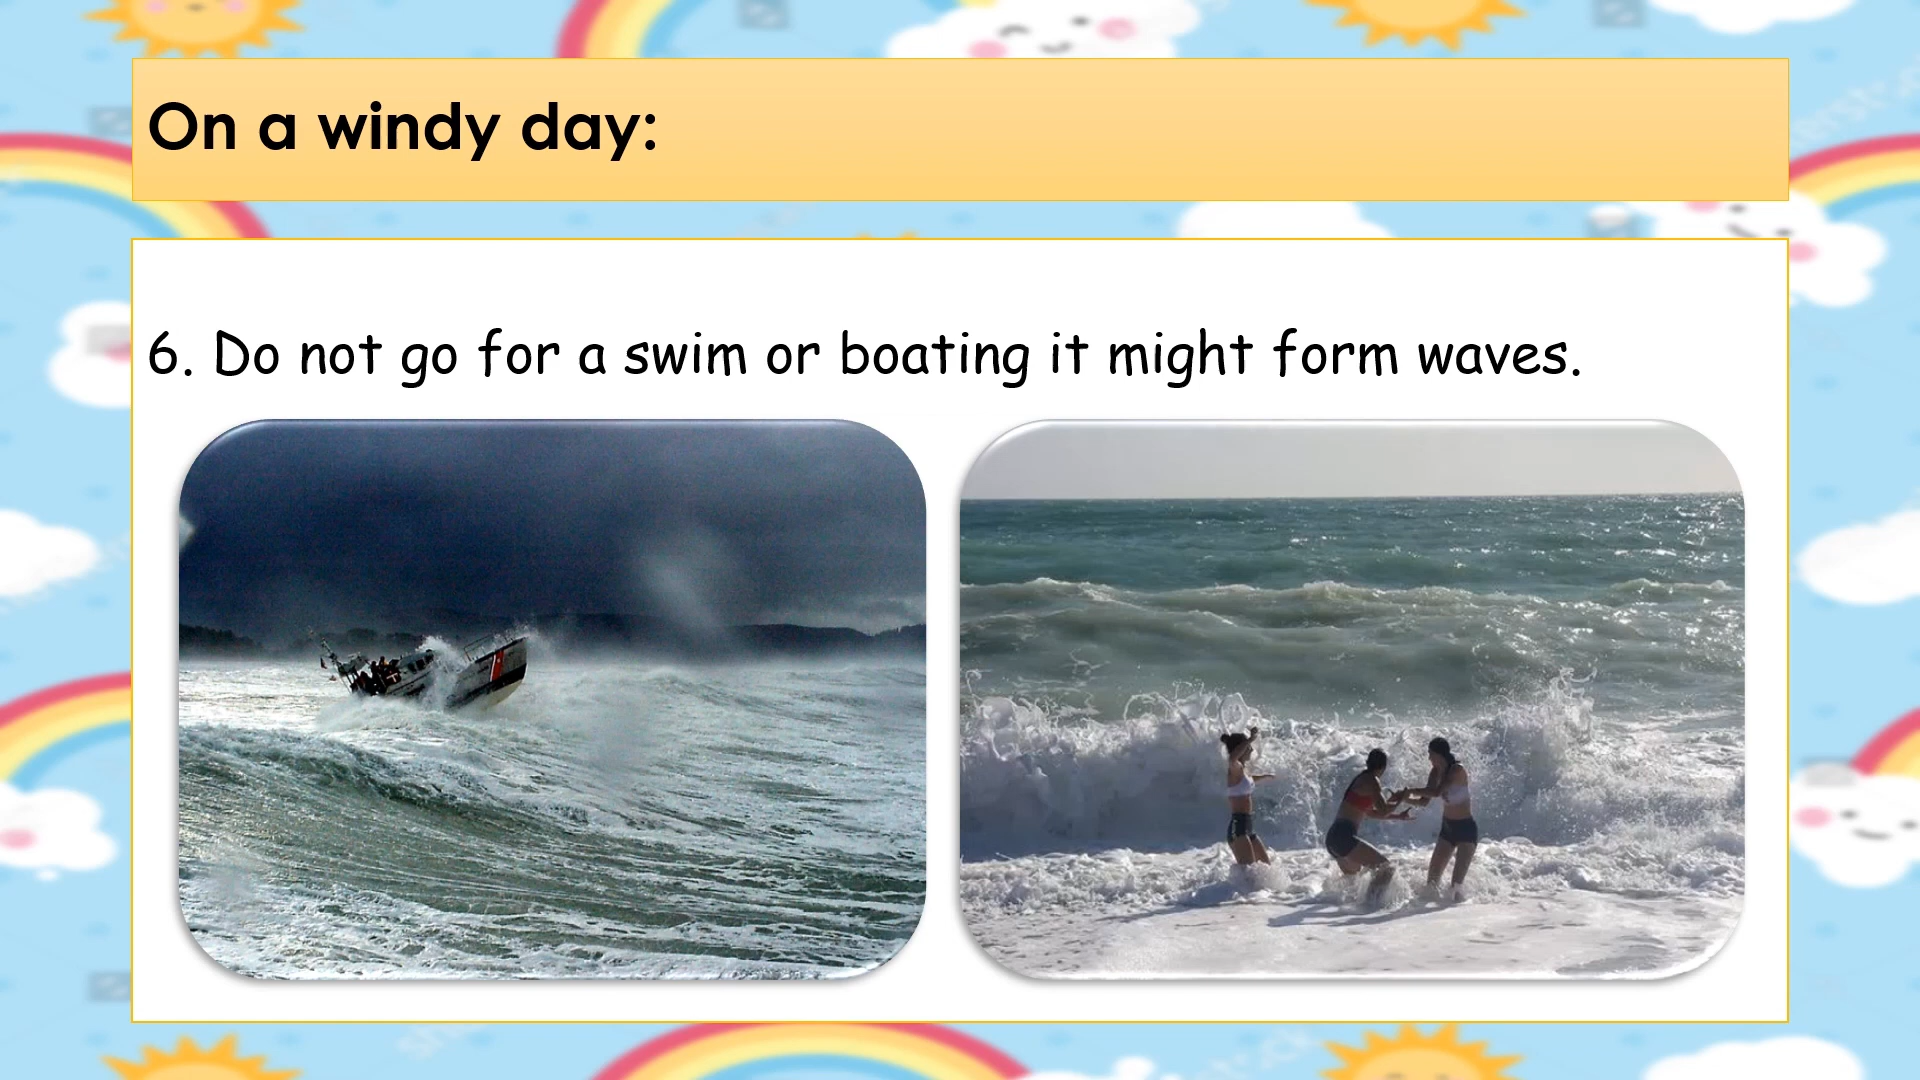 On a windy day:
6. Do not go for a swim or boating it might form waves.